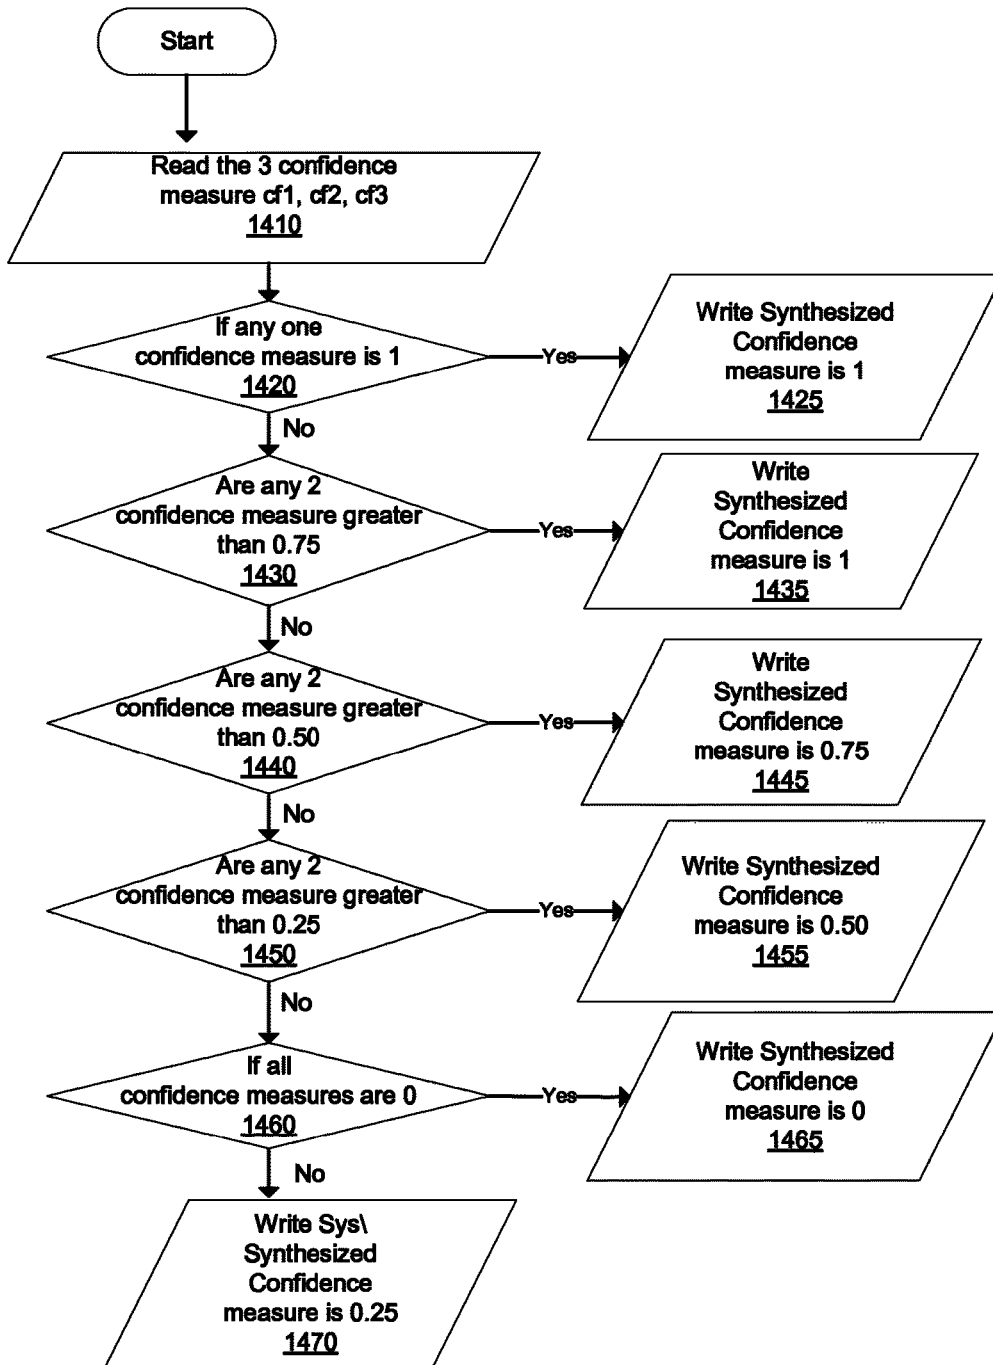 Start
Read the 3 confidence
measure cf1, cf2, cf3
1410
If any one
confidence measure is 1
1420
Yes
Write Synthesized
Confidence
measure is 1
1425
No
Are any 2
confidence measure greater
than 0.75
1430
Yes
Write
Synthesized
Confidence
measure is 1
1435
No
Are any 2
confidence measure greater
than 0.50
1440
Yes
Write
Synthesized
Confidence
measure is 0.75
1445
No
Are any 2
confidence measure greater
than 0.25
1450
Yes
Write Synthesized
Confidence
measure is 0.50
1455
No
If all
confidence measures are 0
1460
Yes
Write Synthesized
Confidence
measure is 0
1465
No
Write Sys\
Synthesized
Confidence
measure is 0.25
1470